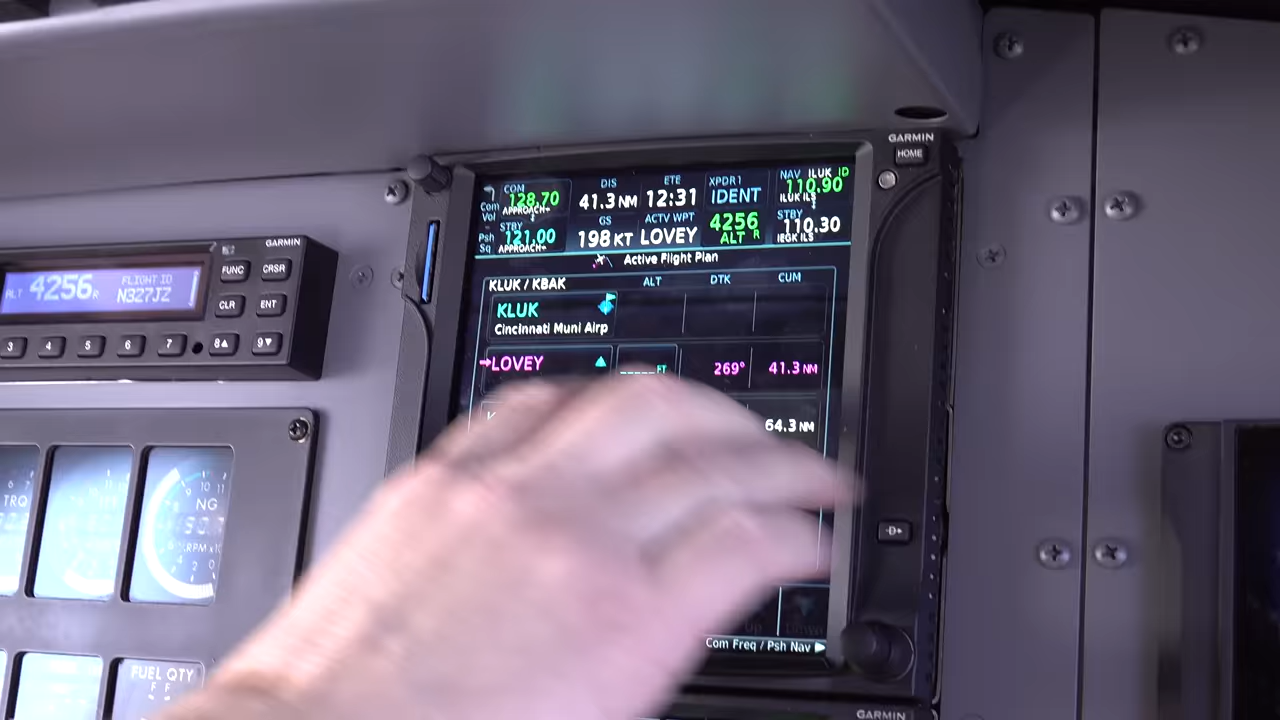 GARMIN
HOME
COM
128.70
APPROACH
Com
Vol
Psh
Sq
STBY
121.00
APPROACH
DIS
41.3 NM
GS
198 KT
ETE
12:31
ACTV WPT
LOVEY
XPDR1
IDENT
4256
ALT R
NAV ILUK ID
110.90
ILUK ILS
STBY
110.30
IEGK ILS
Active Flight Plan
KLUK / KBAK
ALT
DTK
CUM
KLUK
Cincinnati Muni Airp
LOVEY
_____FT
269°
41.3 NM
64.3 NM
Com Freq / Psh Nav
GARMIN
GARMIN
ALT 4256 R
FLIGHT ID
N327JZ
FUNC
CRSR
CLR
ENT
3
4
5
6
7
8
9
TRQ
NG
FUEL QTY
F F